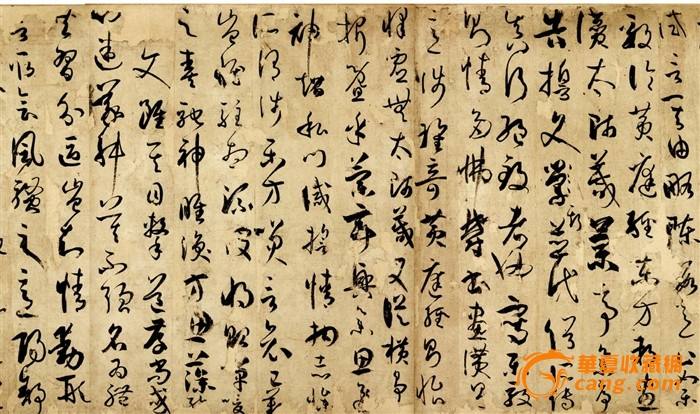 試言其由略陳數意止如樂
毅論黃庭經東方朔畫
讚太師箴蘭亭集序
告誓文斯並代俗所傳
真行絕致者也寫樂毅
則情多怫鬱書畫讚則
意涉瑰奇黃庭經則怡
懌虛無太師箴又從橫爭
折暨乎蘭亭興集思逸
神超私門誡誓情拘志慘
所謂涉樂方笑言哀已歎
豈惟駐想流波將貽嘽喛
之奏馳神睢渙方思藻繪
文雖其目擊道存尚或
心迷議舛莫不強名為體
共習分區豈知情動形
言取會風騷之意陽舒
華夏收藏网
cang.com